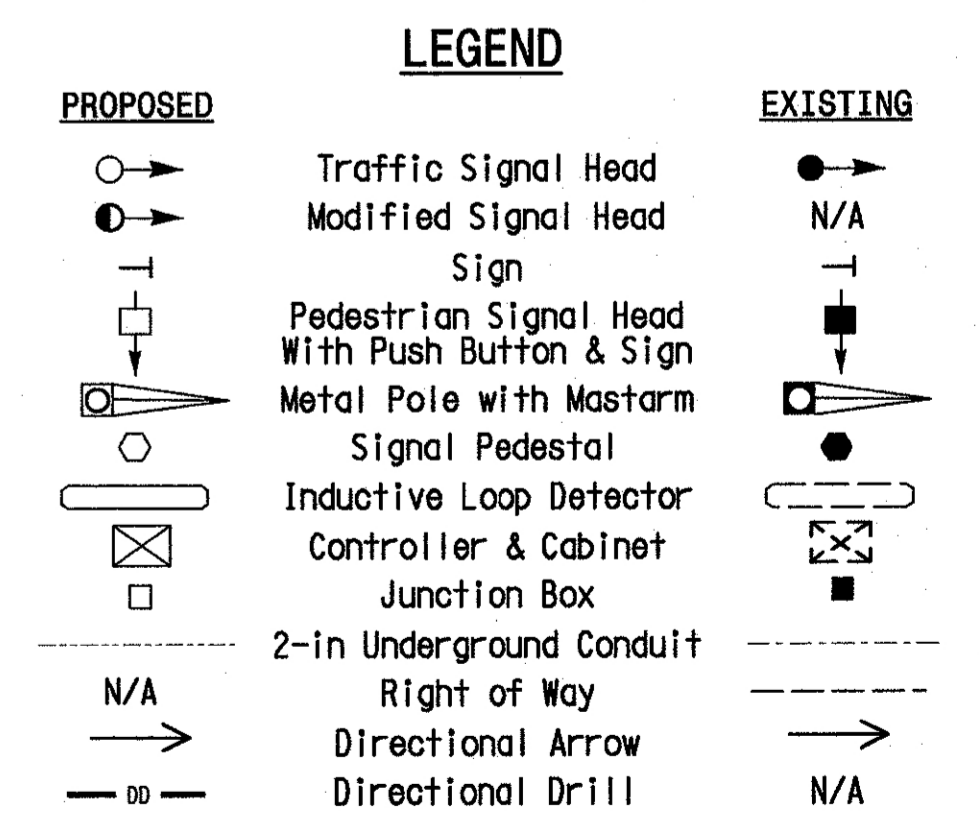 LEGEND
PROPOSED EXISTING
Traffic Signal Head
Modified Signal Head N/A
Sign
Pedestrian Signal Head
With Push Button & Sign
Metal Pole with Mastarm
Signal Pedestal
Inductive Loop Detector
Controller & Cabinet
Junction Box
2-in Underground Conduit
N/A Right of Way
Directional Arrow
DD Directional Drill N/A